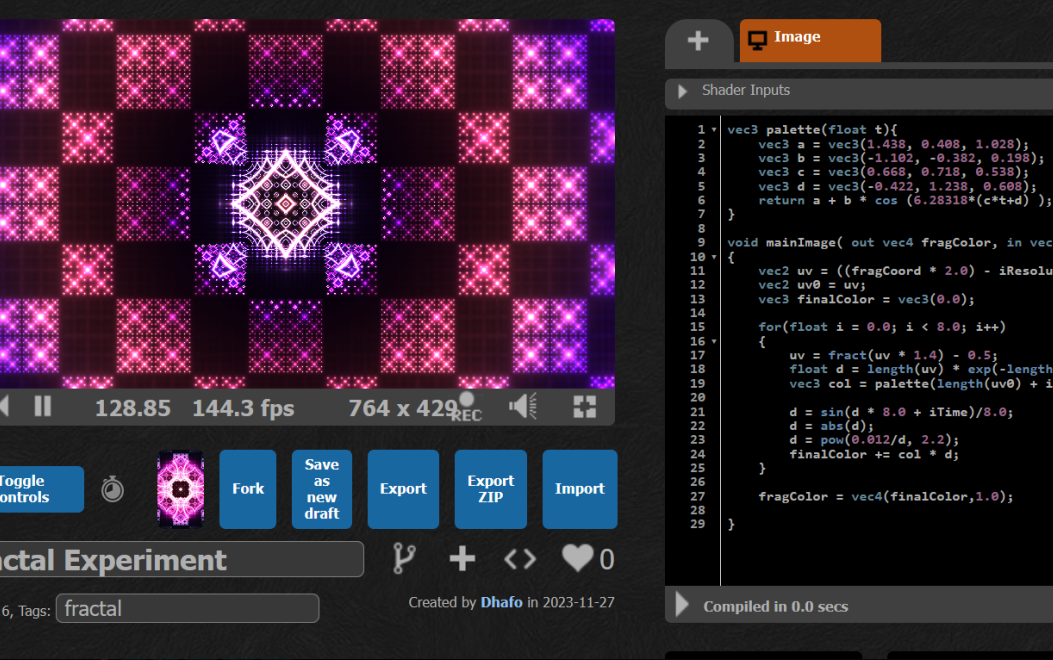 Image
Shader Inputs
1 vec3 palette(float t){
2 vec3 a = vec3(1.438, 0.408, 1.028);
3 vec3 b = vec3(-1.102, -0.382, 0.198);
4 vec3 c = vec3(0.668, 0.718, 0.538);
5 vec3 d = vec3(-0.422, 1.238, 0.608);
6 return a + b * cos (6.28318*(c*t+d) );
7 }
8
9 void mainImage( out vec4 fragColor, in vec
10 {
11 vec2 uv = ((fragCoord * 2.0) - iResolu
12 vec2 uv0 = uv;
13 vec3 finalColor = vec3(0.0);
14
15 for(float i = 0.0; i < 8.0; i++)
16 {
17 uv = fract(uv * 1.4) - 0.5;
18 float d = length(uv) * exp(-length
19 vec3 col = palette(length(uv0) + i
20
21 d = sin(d * 8.0 + iTime)/8.0;
22 d = abs(d);
23 d = pow(0.012/d, 2.2);
24 finalColor += col * d;
25 }
26
27 fragColor = vec4(finalColor,1.0);
28
29 }
Compiled in 0.0 secs
128.85 144.3 fps 764 x 429 REC
Toggle
ontrols
Fork
Save
as
new
draft
Export
Export
ZIP
Import
actal Experiment
0
6, Tags: fractal
Created by Dhafo in 2023-11-27